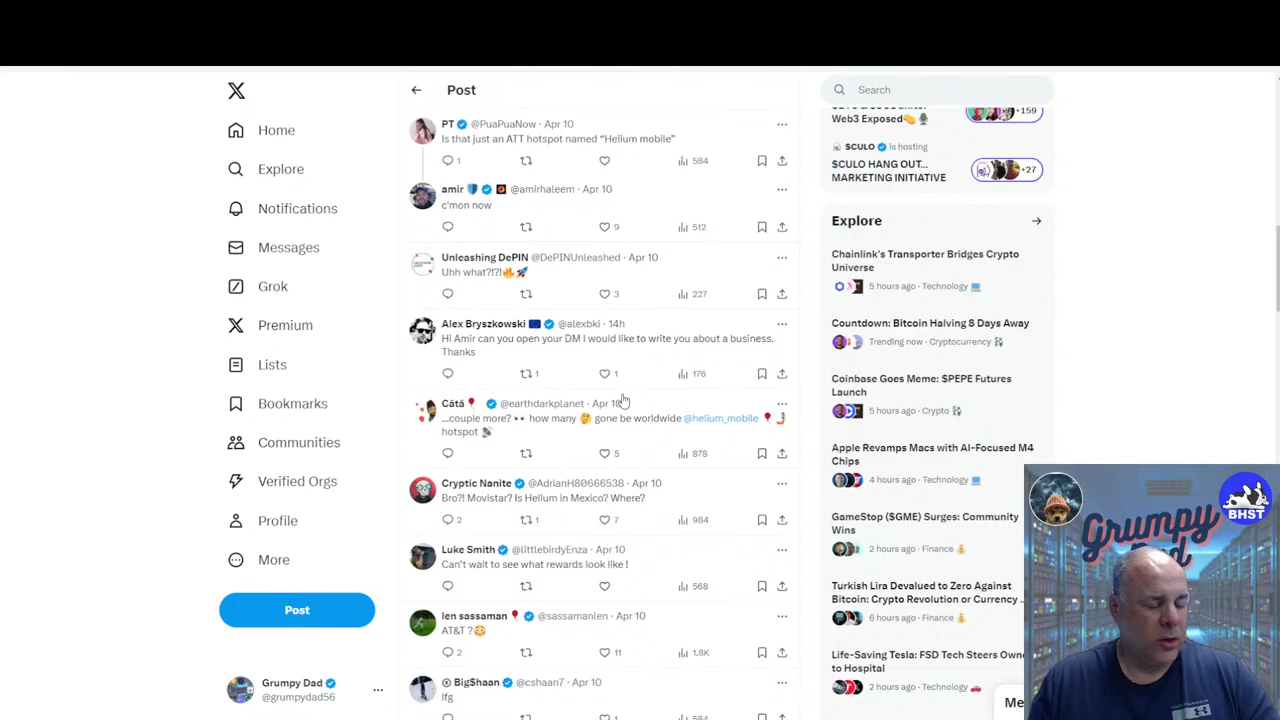 Post
Search
Web3 Exposed
+159
$CULO is hosting
$CULO HANG OUT...
MARKETING INITIATIVE
+27
Home
Explore
Notifications
Messages
Grok
Premium
Lists
Bookmarks
Communities
Verified Orgs
Profile
More
Post
Grumpy Dad
@grumpydad56
PT @PuaPuaNow · Apr 10
Is that just an ATT hotspot named “Helium mobile”
1 584
amir @amirhaleem · Apr 10
c'mon now
9 512
Unleashing DePIN @DePINUnleashed · Apr 10
Uhh what?!?!🔥🚀
3 227
Alex Bryszkowski @alexbki · 14h
Hi Amir can you open your DM I would like to write you about a business.
Thanks
1 1 176
Cătă @earthdarkplanet · Apr
...couple more? 👀 how many 🤔 gone be worldwide @helium_mobile
hotspot
5 878
Cryptic Nanite @AdrianH80666538 · Apr 10
Bro?! Movistar? Is Helium in Mexico? Where?
2 1 7 984
Luke Smith @littlebirdyEnza · Apr 10
Can't wait to see what rewards look like !
568
len sassaman @sassamanlen · Apr 10
AT&T ?😳
2 11 1.8K
Big$haan @cshaan7 · Apr 10
lfg
1 584
Explore
Chainlink's Transporter Bridges Crypto
Universe
5 hours ago · Technology
Countdown: Bitcoin Halving 8 Days Away
Trending now · Cryptocurrency
Coinbase Goes Meme: $PEPE Futures
Launch
5 hours ago · Crypto
Apple Revamps Macs with AI-Focused M4
Chips
4 hours ago · Technology
GameStop ($GME) Surges: Community
Wins
2 hours ago · Finance
Turkish Lira Devalued to Zero Against
Bitcoin: Crypto Revolution or Currency ...
6 hours ago · Finance
Life-Saving Tesla: FSD Tech Steers Owne
to Hospital
2 hours ago · Technology
Me
Grumpy
Dad
BHST